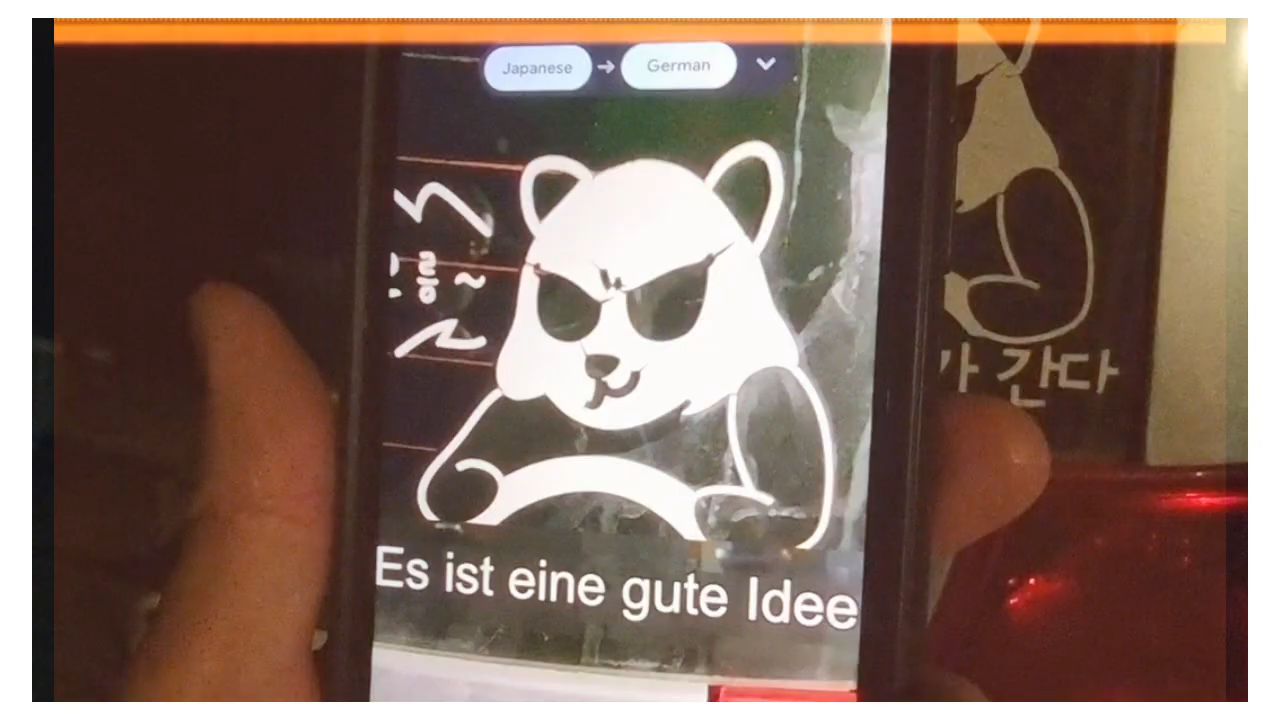 Japanese → German
Es ist eine gute Idee
가 간다